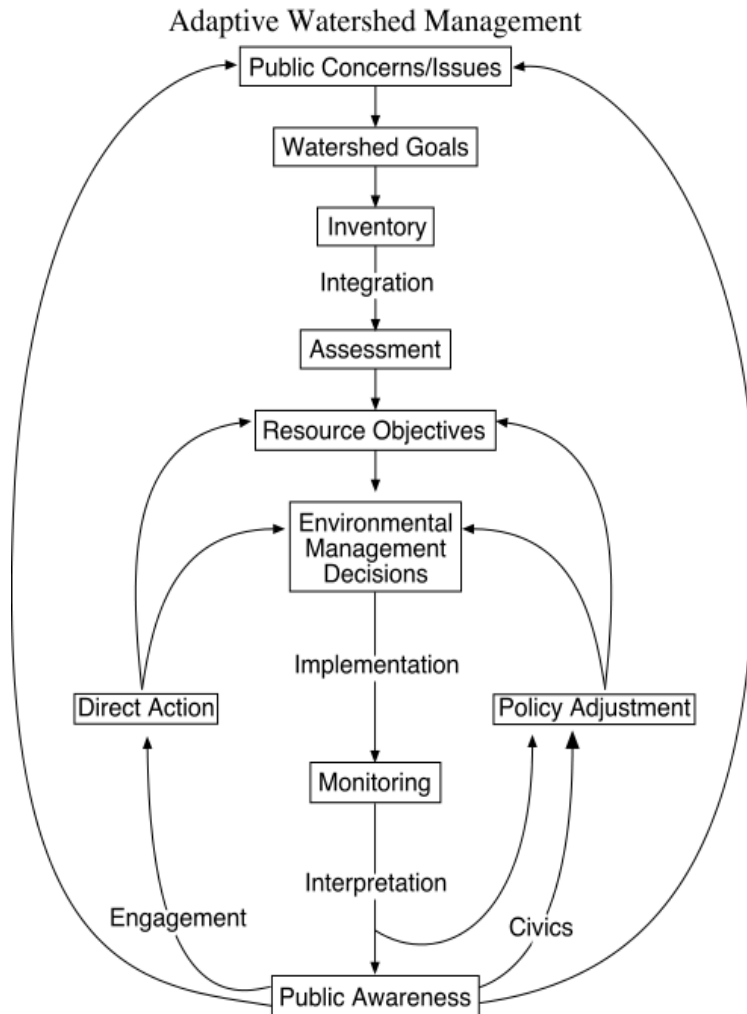 Adaptive Watershed Management
Public Concerns/Issues
Watershed Goals
Inventory
Integration
Assessment
Resource Objectives
Environmental
Management
Decisions
Implementation
Direct Action
Policy Adjustment
Monitoring
Interpretation
Engagement
Civics
Public Awareness